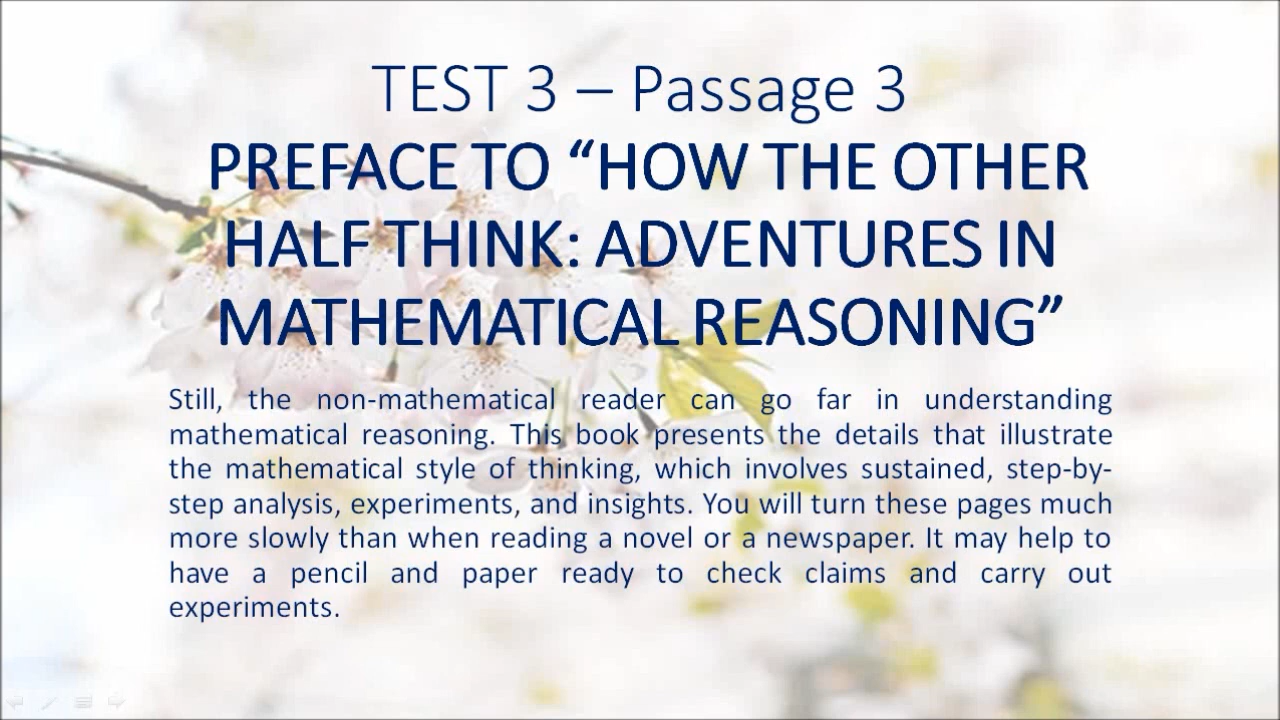 TEST 3 – Passage 3
PREFACE TO “HOW THE OTHER
HALF THINK: ADVENTURES IN
MATHEMATICAL REASONING”
Still, the non-mathematical reader can go far in understanding
mathematical reasoning. This book presents the details that illustrate
the mathematical style of thinking, which involves sustained, step-by-
step analysis, experiments, and insights. You will turn these pages much
more slowly than when reading a novel or a newspaper. It may help to
have a pencil and paper ready to check claims and carry out
experiments.